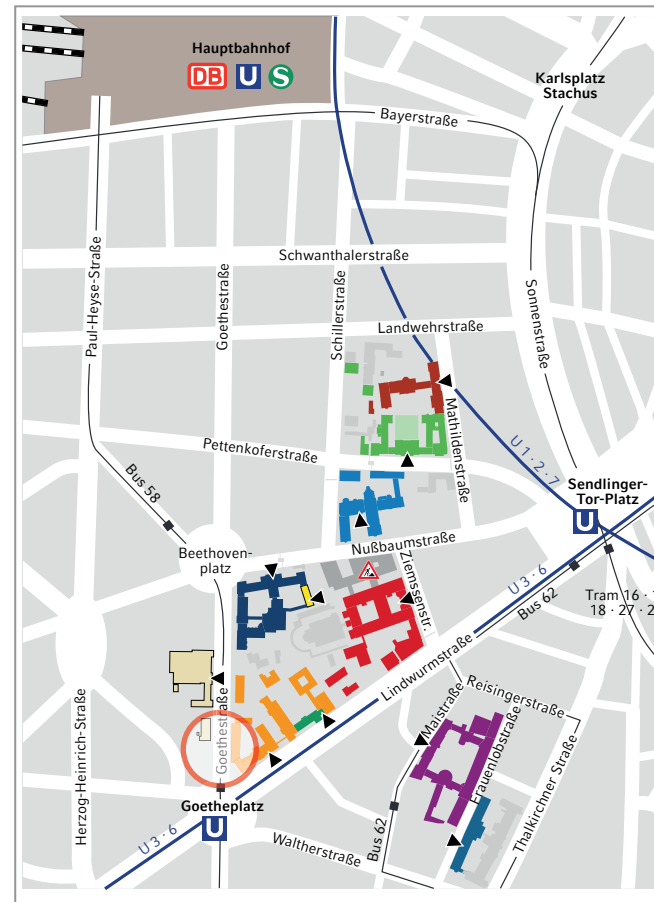 Hauptbahnhof
DB U S
Karlsplatz
Stachus
Bayerstraße
Schwanthalerstraße
Paul-Heyse-Straße
Goethestraße
Schillerstraße
Sonnenstraße
Landwehrstraße
Mathildenstraße
Pettenkoferstraße
Bus 58
U 1 · 2 · 7
Sendlinger-
Tor-Platz
U
Nußbaumstraße
Beethoven-
platz
Ziemssenstr.
U 3 · 6
Bus 62
Tram 16 ·
18 · 27 · 2
Lindwurmstraße
Reisingerstraße
Maistraße
Frauenlobstraße
Herzog-Heinrich-Straße
Goethestraße
Thalkirchner Straße
Goetheplatz
U
U 3 · 6
Bus 62
Waltherstraße